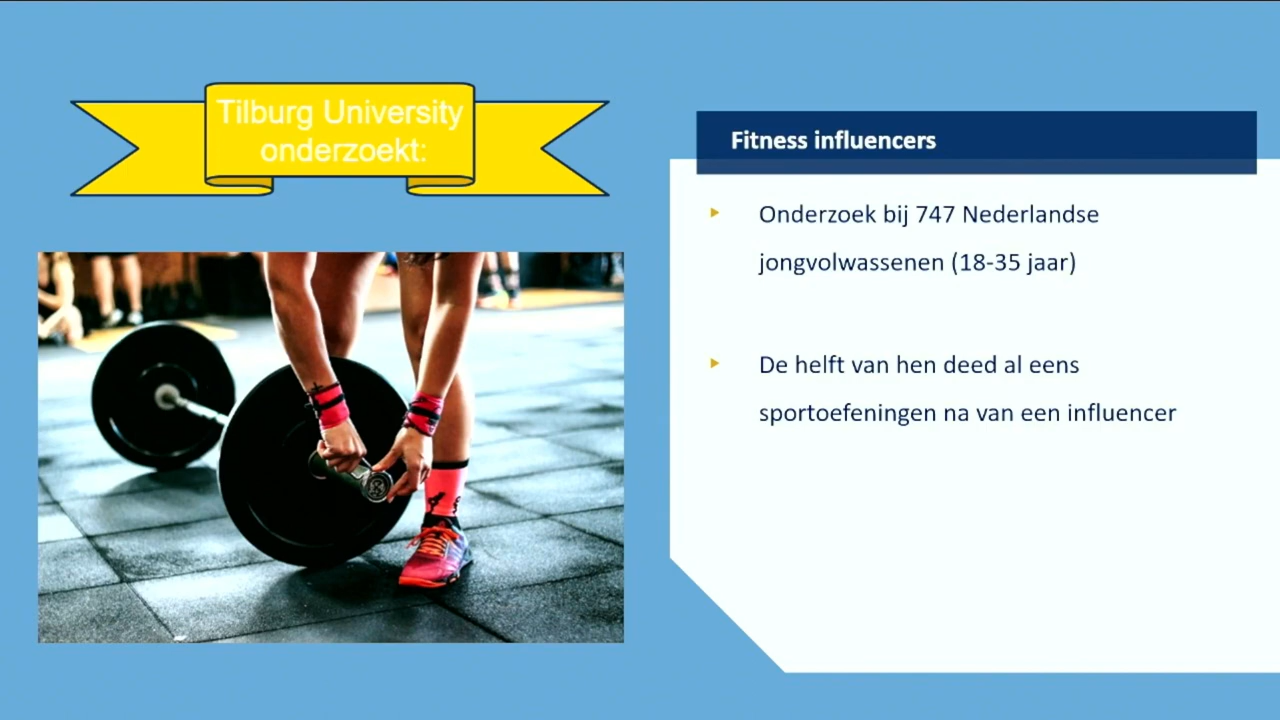 Tilburg University
onderzoekt:
Fitness influencers
Onderzoek bij 747 Nederlandse
jongvolwassenen (18-35 jaar)
De helft van hen deed al eens
sportoefeningen na van een influencer